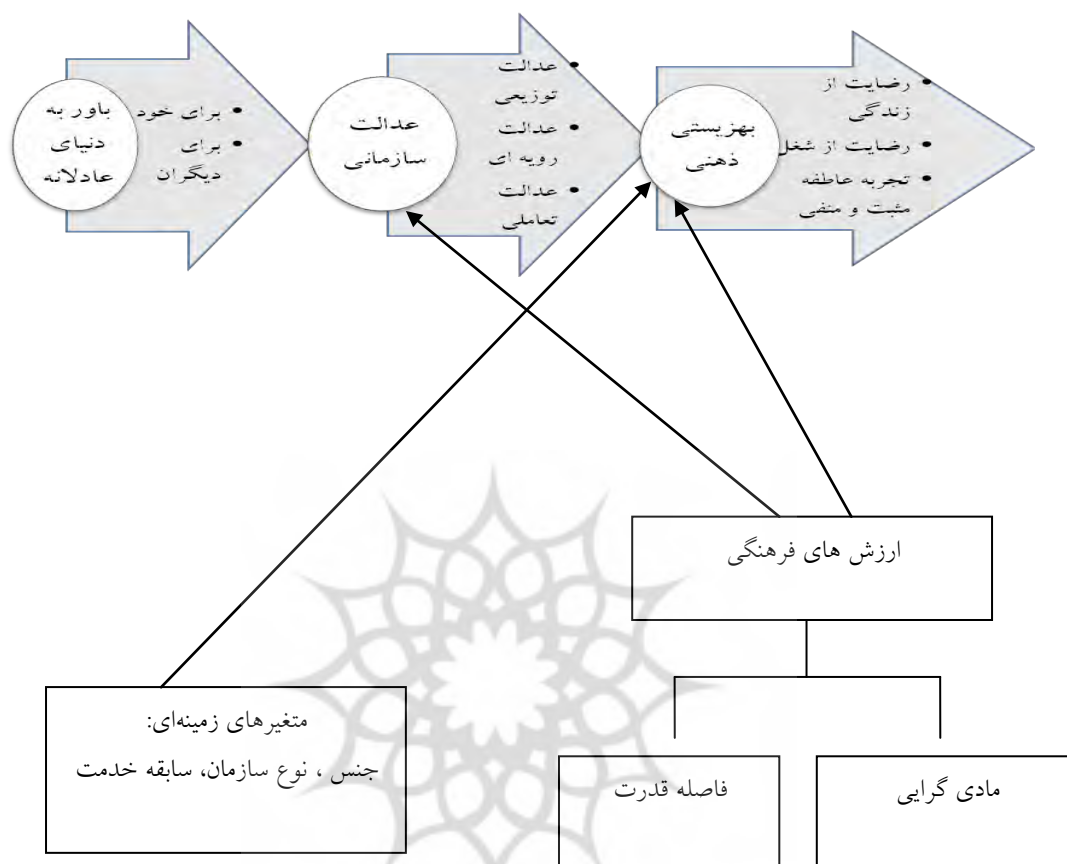 باور به
دنیای
عادلانه
• برای خود
• برای
دیگران
عدالت
سازمانی
• عدالت
توزیعی
• عدالت
رویه ای
• عدالت
تعاملی
بهزیستی
ذهنی
• رضایت از
زندگی
• رضایت از شغل
• تجربه عاطفه
مثبت و منفی
ارزش های فرهنگی
متغیرهای زمینه‌ای:
جنس ، نوع سازمان، سابقه خدمت
فاصله قدرت
مادی گرایی